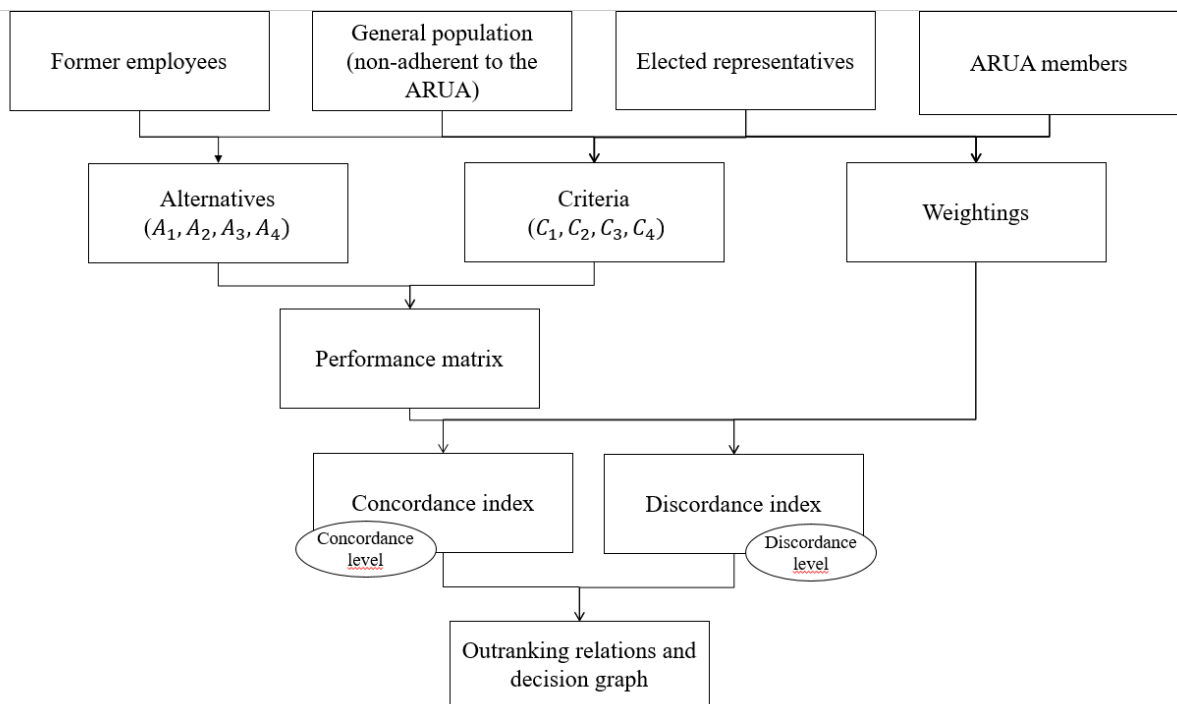 Former employees
General population
(non-adherent to the
ARUA)
Elected representatives
ARUA members
Alternatives
(𝐴₁, 𝐴₂, 𝐴₃, 𝐴₄)
Criteria
(𝐶₁, 𝐶₂, 𝐶₃, 𝐶₄)
Weightings
Performance matrix
Concordance index
Concordance
level
Discordance index
Discordance
level
Outranking relations and
decision graph